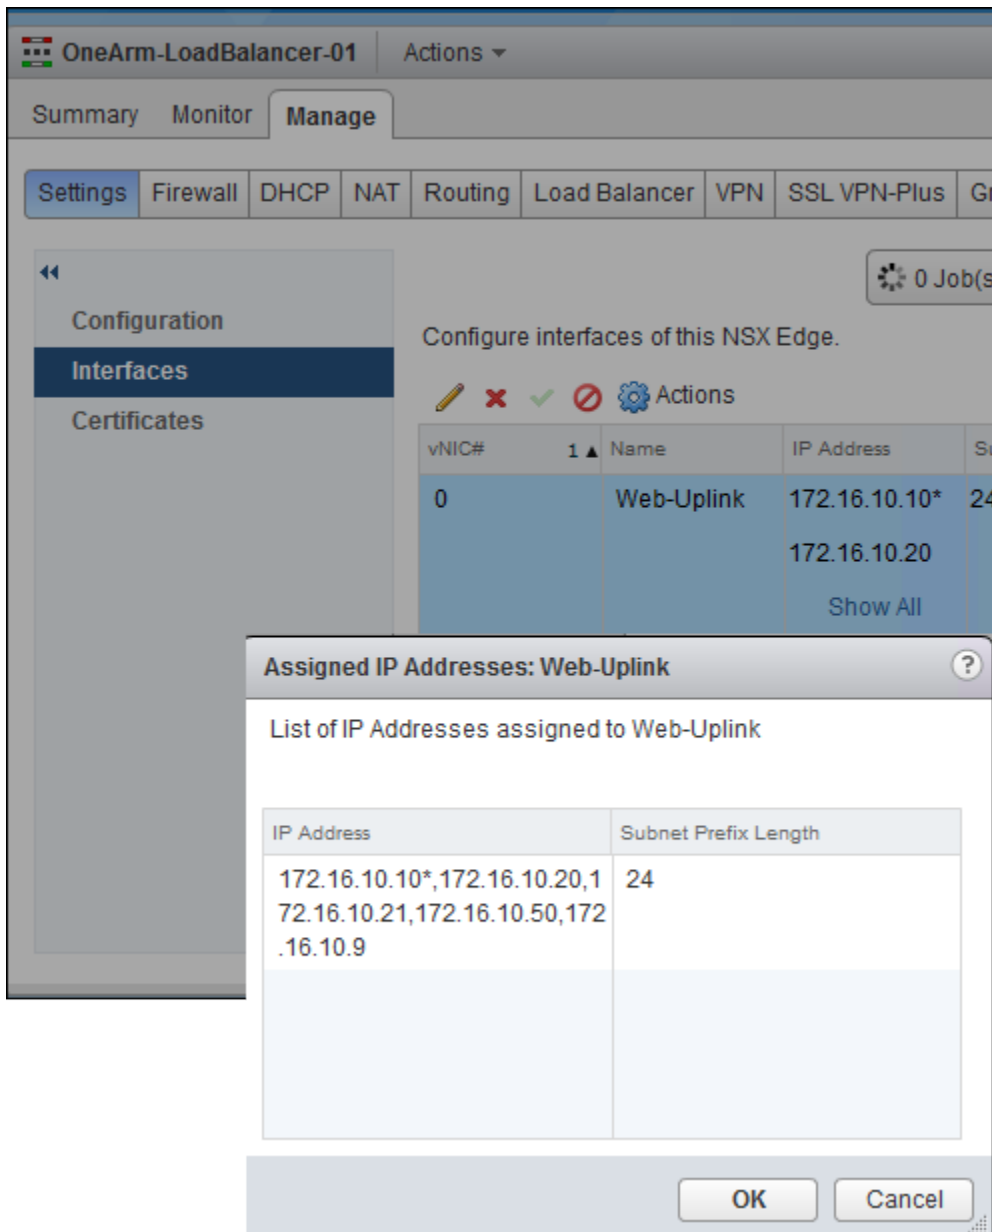 OneArm-LoadBalancer-01 Actions
Summary Monitor Manage
Settings Firewall DHCP NAT Routing Load Balancer VPN SSL VPN-Plus
0 Job(s
Configuration
Configure interfaces of this NSX Edge.
Interfaces
Actions
Certificates
vNIC# 1 Name IP Address
0 Web-Uplink 172.16.10.10* 24
172.16.10.20
Show All
Assigned IP Addresses: Web-Uplink ?
List of IP Addresses assigned to Web-Uplink
IP Address Subnet Prefix Length
172.16.10.10*,172.16.10.20,1 24
72.16.10.21,172.16.10.50,172
.16.10.9
OK Cancel